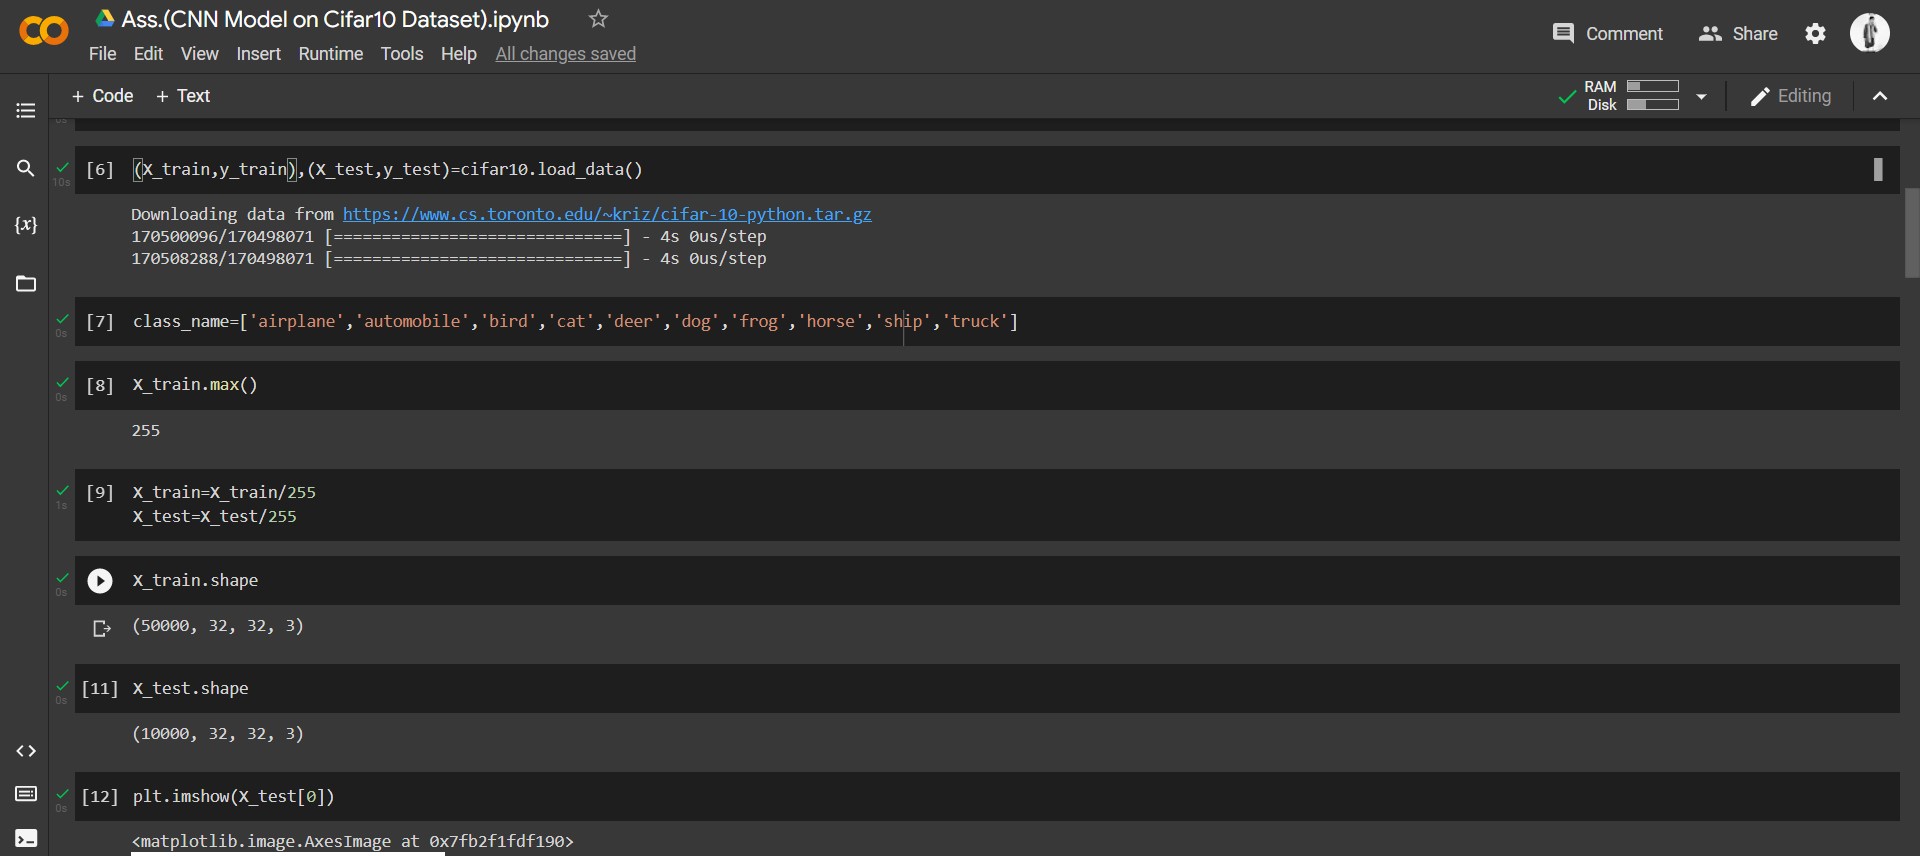 Ass.(CNN Model on Cifar10 Dataset).ipynb
File Edit View Insert Runtime Tools Help All changes saved
Comment Share
+ Code + Text
RAM
Disk
Editing
0s
[6] (X_train,y_train),(X_test,y_test)=cifar10.load_data()
10s
Downloading data from https://www.cs.toronto.edu/~kriz/cifar-10-python.tar.gz
170500096/170498071 [==============================] - 4s 0us/step
170508288/170498071 [==============================] - 4s 0us/step
[7] class_name=['airplane','automobile','bird','cat','deer','dog','frog','horse','ship','truck']
0s
[8] X_train.max()
0s
255
[9] X_train=X_train/255
1s
X_test=X_test/255
X_train.shape
0s
(50000, 32, 32, 3)
[11] X_test.shape
0s
(10000, 32, 32, 3)
[12] plt.imshow(X_test[0])
0s
<matplotlib.image.AxesImage at 0x7fb2f1fdf190>